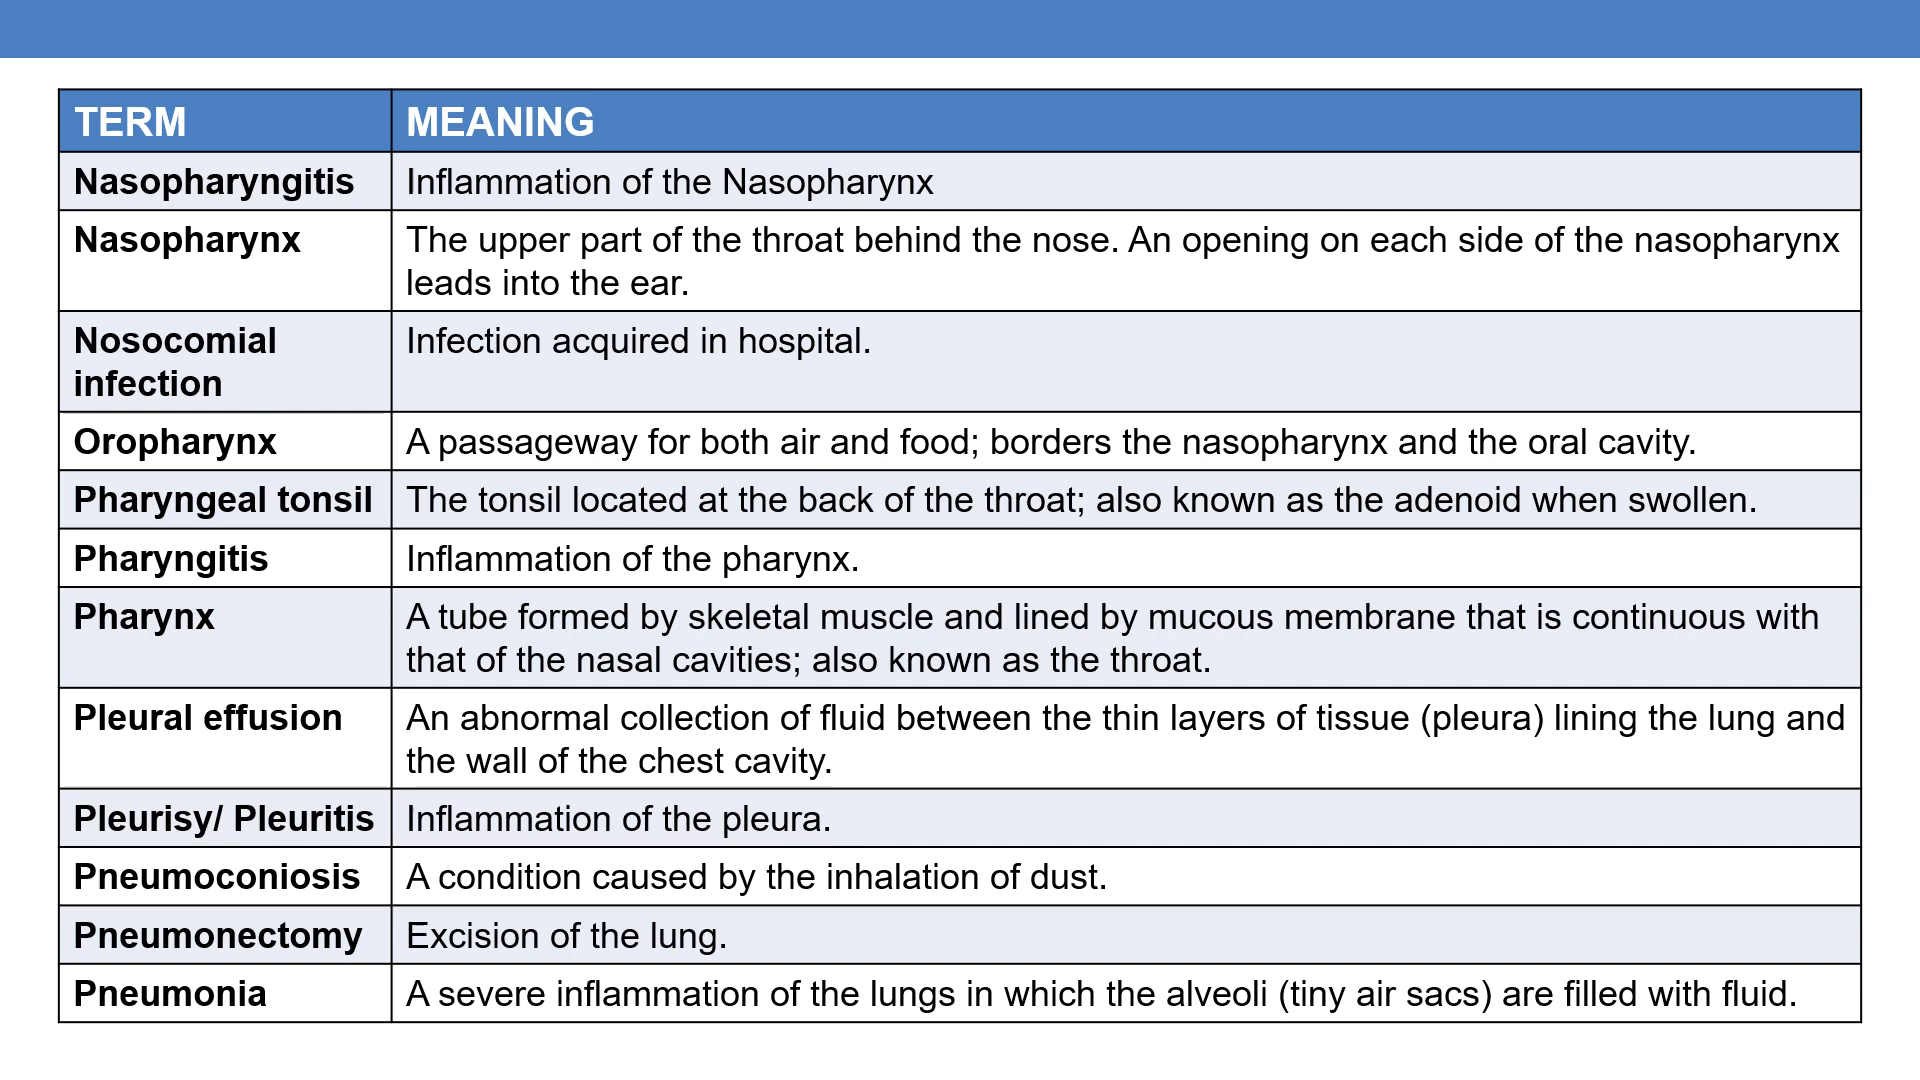 TERM MEANING
Nasopharyngitis Inflammation of the Nasopharynx
Nasopharynx The upper part of the throat behind the nose. An opening on each side of the nasopharynx
leads into the ear.
Nosocomial Infection acquired in hospital.
infection
Oropharynx A passageway for both air and food; borders the nasopharynx and the oral cavity.
Pharyngeal tonsil The tonsil located at the back of the throat; also known as the adenoid when swollen.
Pharyngitis Inflammation of the pharynx.
Pharynx A tube formed by skeletal muscle and lined by mucous membrane that is continuous with
that of the nasal cavities; also known as the throat.
Pleural effusion An abnormal collection of fluid between the thin layers of tissue (pleura) lining the lung and
the wall of the chest cavity.
Pleurisy/ Pleuritis Inflammation of the pleura.
Pneumoconiosis A condition caused by the inhalation of dust.
Pneumonectomy Excision of the lung.
Pneumonia A severe inflammation of the lungs in which the alveoli (tiny air sacs) are filled with fluid.